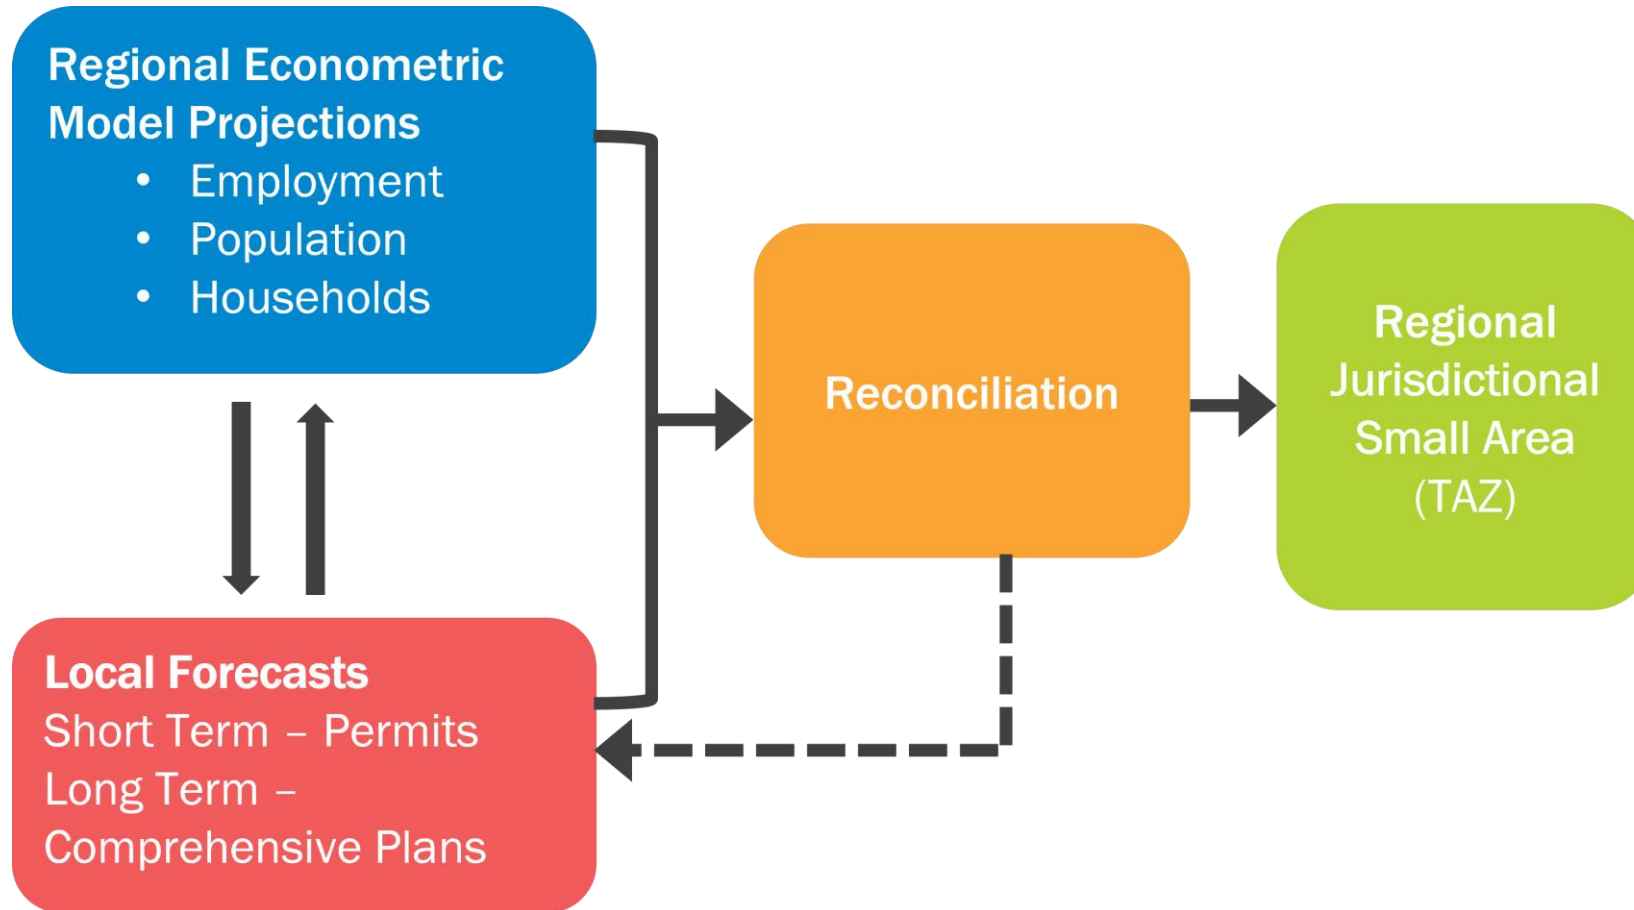 Regional Econometric
Model Projections
• Employment
• Population
• Households
Local Forecasts
Short Term – Permits
Long Term –
Comprehensive Plans
Reconciliation
Regional
Jurisdictional
Small Area
(TAZ)